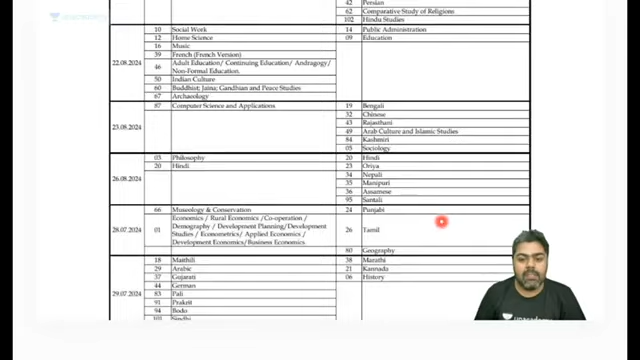 42 Persian
62 Comparative Study of Religions
102 Hindu Studies
22.08.2024
10 Social Work
14 Public Administration
12 Home Science
09 Education
16 Music
39 French (French Version)
46 Adult Education/ Continuing Education/ Andragogy/
Non-Formal Education.
50 Indian Culture
60 Buddhist, Jaina, Gandhian and Peace Studies
67 Archaeology
23.08.2024
87 Computer Science and Applications
19 Bengali
32 Chinese
43 Rajasthani
49 Arab Culture and Islamic Studies
84 Kashmiri
05 Sociology
26.08.2024
03 Philosophy
20 Hindi
20 Hindi
23 Oriya
34 Nepali
35 Manipuri
36 Assamese
95 Santali
28.07.2024
66 Museology & Conservation
24 Punjabi
01 Economics / Rural Economics /Co-operation /
Demography / Development Planning/Development
Studies / Econometrics/ Applied Economics /
Development Economics/Business Economics
26 Tamil
80 Geography
29.07.2024
18 Maithili
38 Marathi
29 Arabic
21 Kannada
37 Gujarati
06 History
44 German
83 Pali
91 Prakrit
94 Bodo
101 Sindhi
unacademy